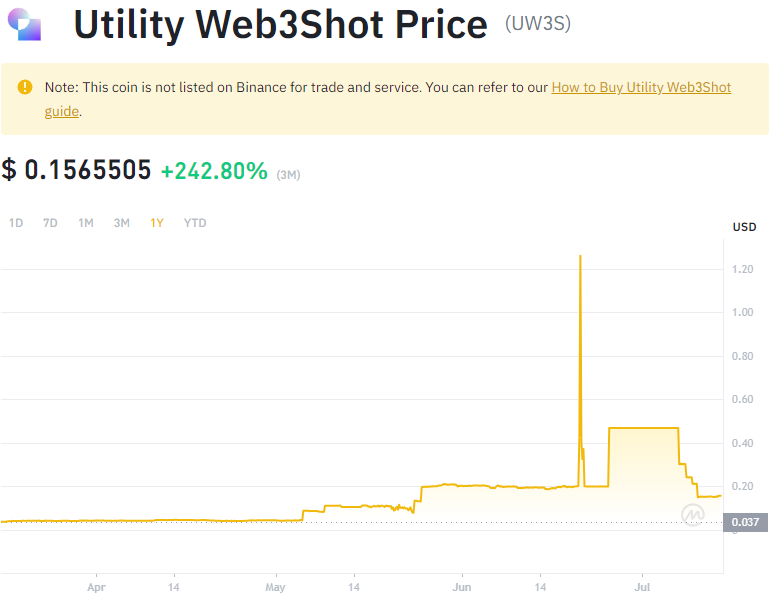 Utility Web3Shot Price (UW3S)
Note: This coin is not listed on Binance for trade and service. You can refer to our How to Buy Utility Web3Shot
guide.
$ 0.1565505 +242.80% (3M)
1D 7D 1M 3M 1Y YTD
USD
1.20
1.00
0.80
0.60
0.40
0.20
0.037
0
Apr 14 May 14 Jun 14 Jul